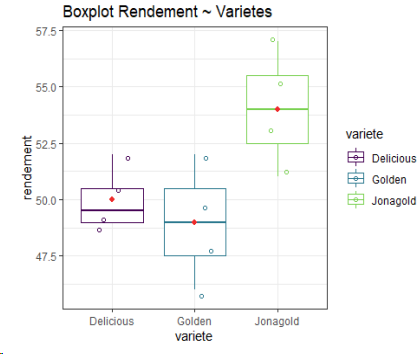 Boxplot Rendement ~ Varietes
57.5
55.0
52.5
50.0
47.5
rendement
Delicious
Golden
Jonagold
variete
variete
Delicious
Golden
Jonagold